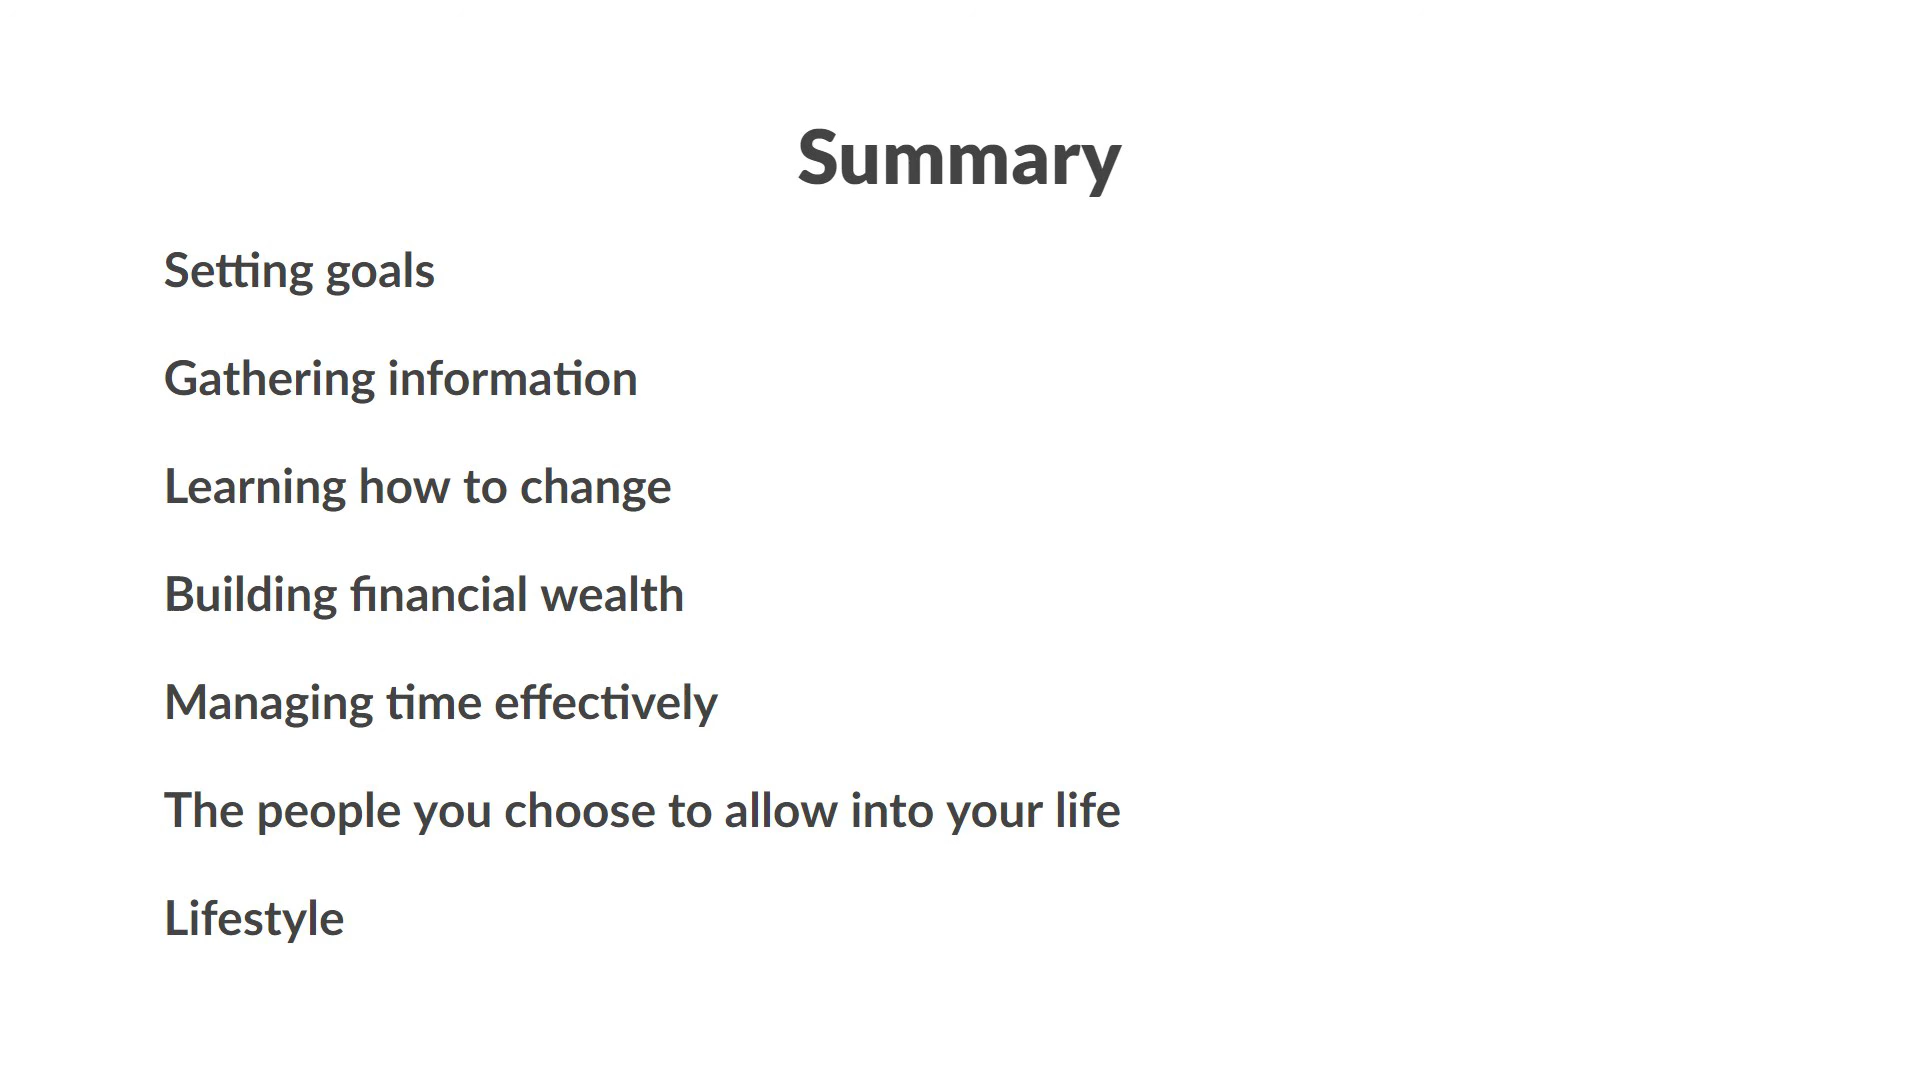 Summary
Setting goals
Gathering information
Learning how to change
Building financial wealth
Managing time effectively
The people you choose to allow into your life
Lifestyle